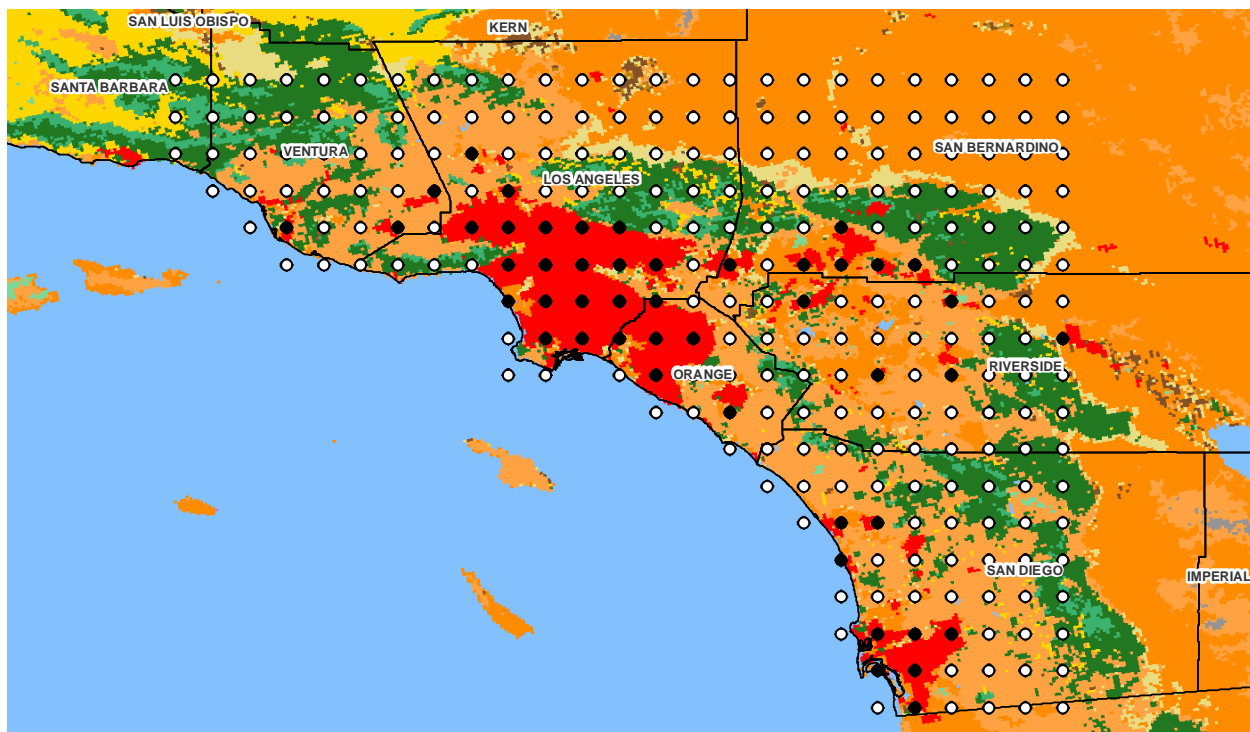 SAN LUIS OBISPO
KERN
SANTA BARBARA
VENTURA
SAN BERNARDINO
LOS ANGELES
RIVERSIDE
ORANGE
SAN DIEGO
IMPERIAL